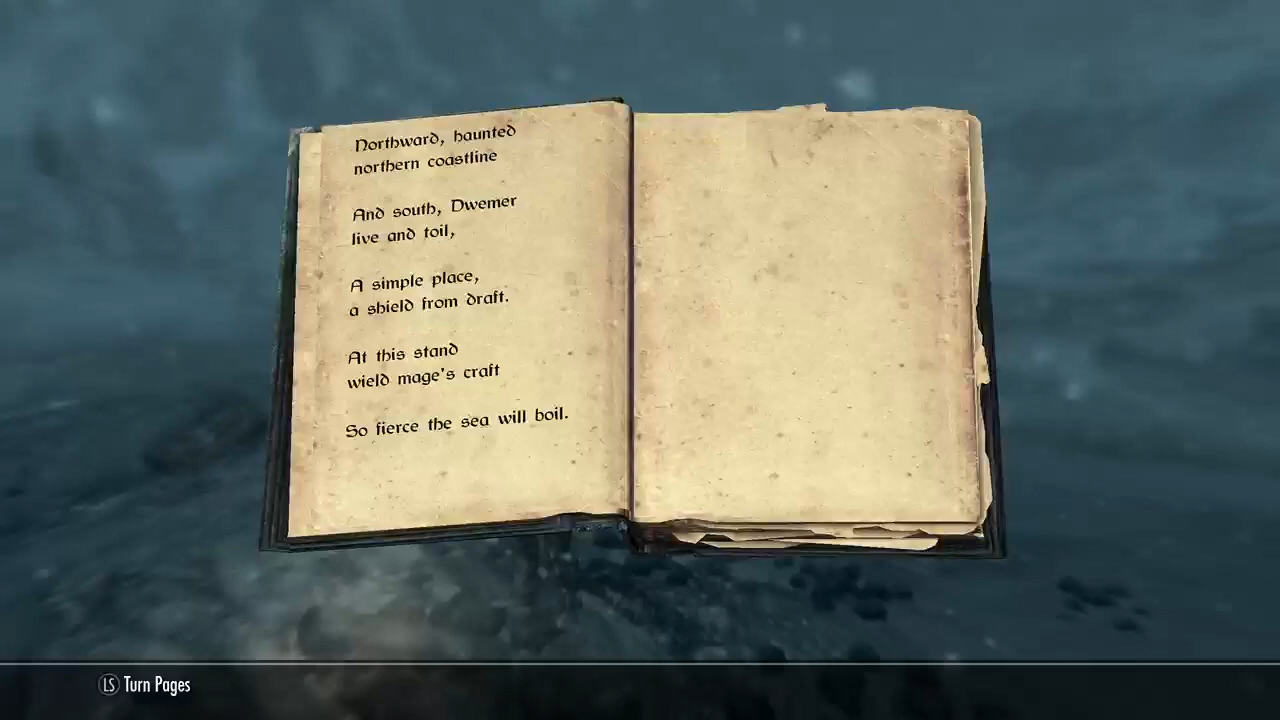 Northward, haunted
northern coastline
And south, Dwemer
live and toil,
A simple place,
a shield from draft.
At this stand
wield mage's craft
So fierce the sea will boil.
LS Turn Pages